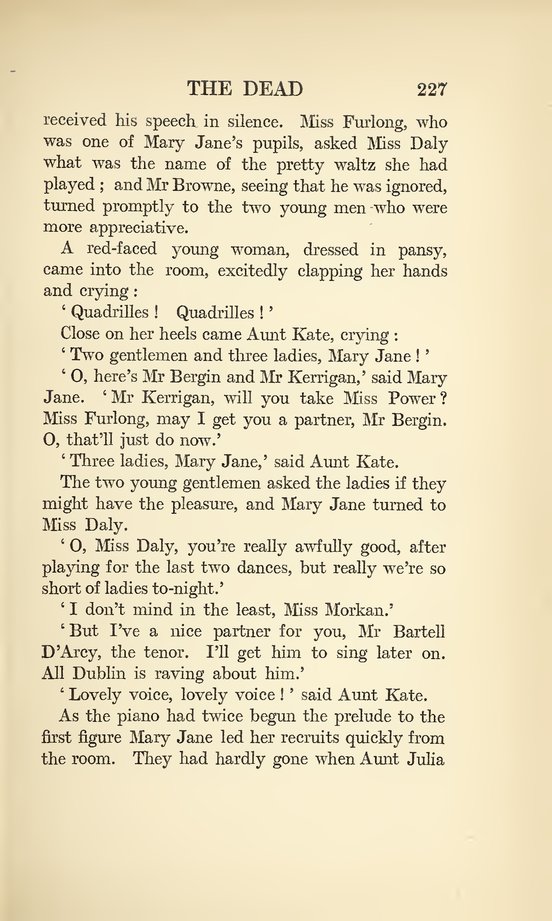 THE DEAD 227
received his speech in silence. Miss Furlong, who
was one of Mary Jane's pupils, asked Miss Daly
what was the name of the pretty waltz she had
played ; and Mr Browne, seeing that he was ignored,
turned promptly to the two young men who were
more appreciative.
A red-faced young woman, dressed in pansy,
came into the room, excitedly clapping her hands
and crying :
‘ Quadrilles ! Quadrilles ! ’
Close on her heels came Aunt Kate, crying :
‘ Two gentlemen and three ladies, Mary Jane ! ’
‘ O, here's Mr Bergin and Mr Kerrigan,’ said Mary
Jane. ‘ Mr Kerrigan, will you take Miss Power ?
Miss Furlong, may I get you a partner, Mr Bergin.
O, that'll just do now.’
‘ Three ladies, Mary Jane,’ said Aunt Kate.
The two young gentlemen asked the ladies if they
might have the pleasure, and Mary Jane turned to
Miss Daly.
‘ O, Miss Daly, you're really awfully good, after
playing for the last two dances, but really we're so
short of ladies to-night.’
‘ I don't mind in the least, Miss Morkan.’
‘ But I've a nice partner for you, Mr Bartell
D'Arcy, the tenor. I'll get him to sing later on.
All Dublin is raving about him.’
‘ Lovely voice, lovely voice ! ’ said Aunt Kate.
As the piano had twice begun the prelude to the
first figure Mary Jane led her recruits quickly from
the room. They had hardly gone when Aunt Julia